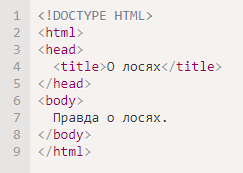 1 <!DOCTYPE HTML>
2 <html>
3 <head>
4   <title>О лосях</title>
5 </head>
6 <body>
7   Правда о лосях.
8 </body>
9 </html>